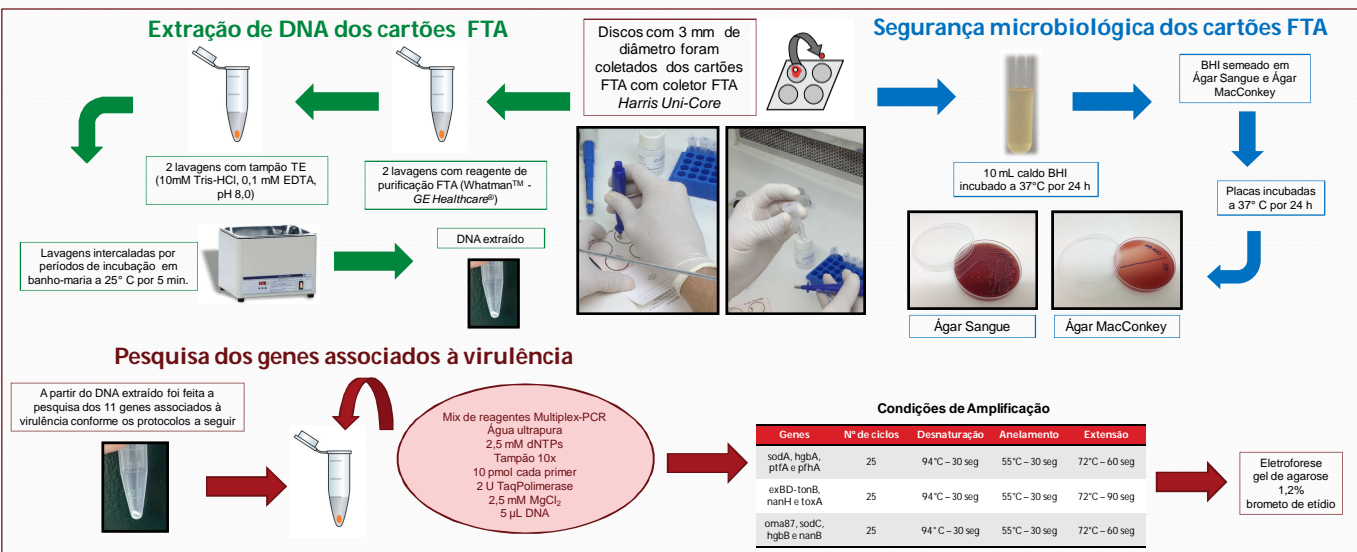 Extração de DNA dos cartões FTA
Discos com 3 mm de
diâmetro foram
coletados dos cartões
FTA com coletor FTA
Harris Uni-Core
Segurança microbiológica dos cartões FTA
2 lavagens com tampão TE
(10mM Tris-HCl, 0,1 mM EDTA,
pH 8,0)
2 lavagens com reagente de
purificação FTA (Whatman™ -
GE Healthcare®)
Lavagens intercaladas por
períodos de incubação em
banho-maria a 25° C por 5 min.
DNA extraído
10 mL caldo BHI
incubado a 37°C por 24 h
BHI semeado em
Ágar Sangue e Ágar
MacConkey
Placas incubadas
a 37° C por 24 h
Ágar Sangue
Ágar MacConkey
Pesquisa dos genes associados à virulência
A partir do DNA extraído foi feita a
pesquisa dos 11 genes associados à
virulência conforme os protocolos a seguir
Mix de reagentes Multiplex-PCR
Água ultrapura
2,5 mM dNTPs
Tampão 10x
10 pmol cada primer
2 U TaqPolimerase
2,5 mM MgCl₂
5 µL DNA
Condições de Amplificação
Genes Nº de ciclos Desnaturação Anelamento Extensão
sodA, hgbA,
ptfA e pfhA 25 94°C – 30 seg 55°C – 30 seg 72°C – 60 seg
exBD-tonB,
nanH e toxA 25 94°C – 30 seg 55°C – 30 seg 72°C – 90 seg
oma87, sodC,
hgbB e nanB 25 94° C – 30 seg 55°C – 30 seg 72°C – 60 seg
Eletroforese
gel de agarose
1,2%
brometo de etídio